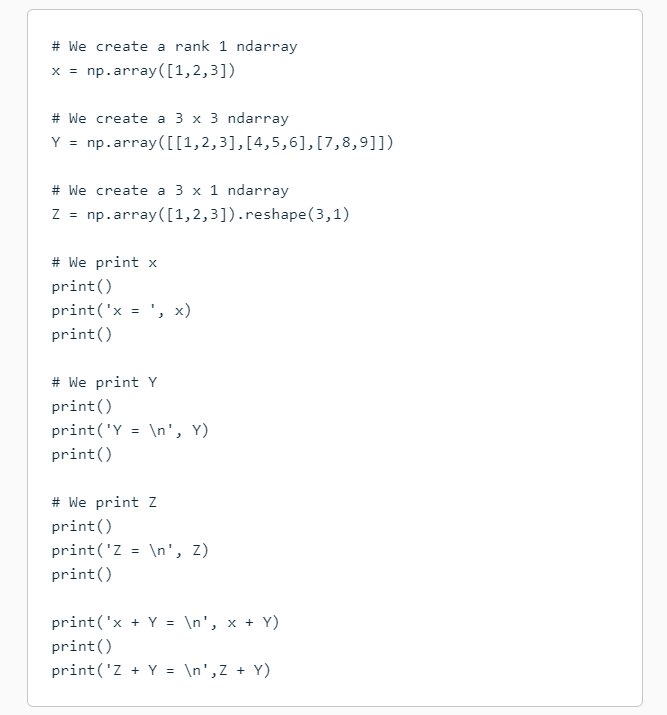 # We create a rank 1 ndarray
x = np.array([1,2,3])
# We create a 3 x 3 ndarray
Y = np.array([[1,2,3],[4,5,6],[7,8,9]])
# We create a 3 x 1 ndarray
Z = np.array([1,2,3]).reshape(3,1)
# We print x
print()
print('x = ', x)
print()
# We print Y
print()
print('Y = \n', Y)
print()
# We print Z
print()
print('Z = \n', Z)
print()
print('x + Y = \n', x + Y)
print()
print('Z + Y = \n',Z + Y)